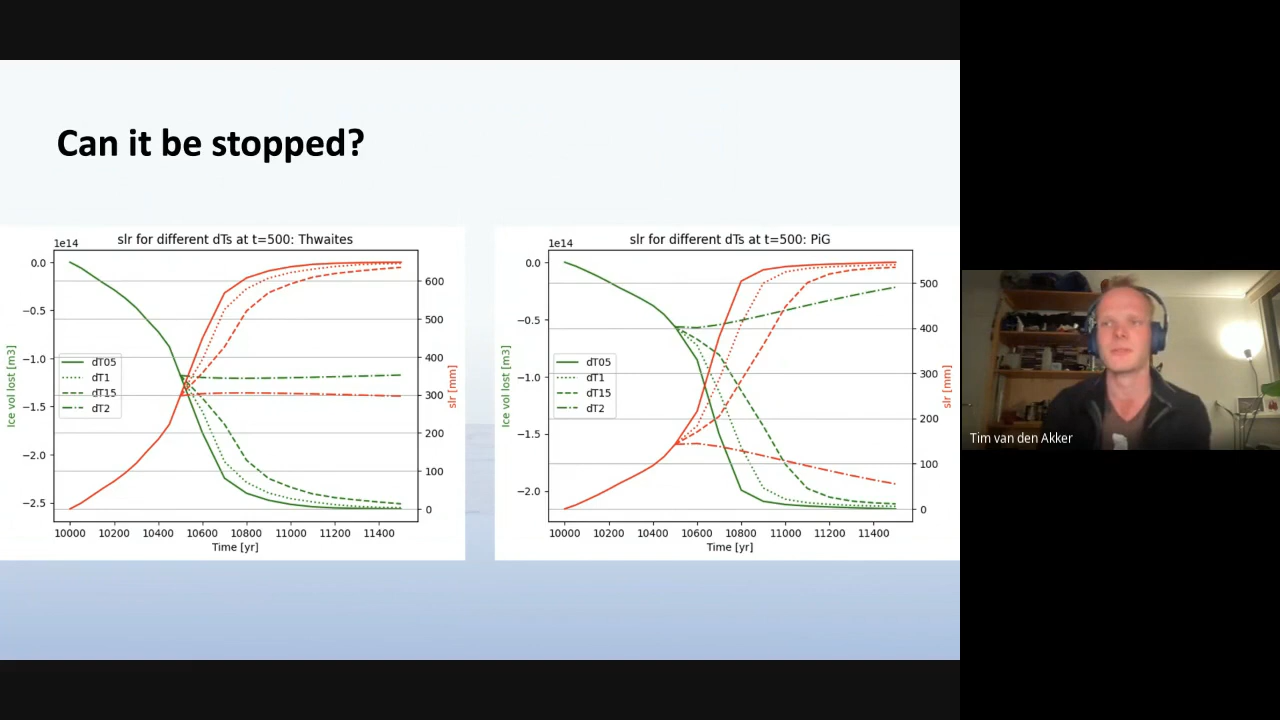 Can it be stopped?
slr for different dTs at t=500: Thwaites
1e14
0.0
−0.5
−1.0
−1.5
−2.0
−2.5
Ice vol lost [m3]
dT05
dT1
dT15
dT2
600
500
400
300
200
100
0
slr [mm]
10000 10200 10400 10600 10800 11000 11200 11400
Time [yr]
slr for different dTs at t=500: PiG
1e14
0.0
−0.5
−1.0
−1.5
−2.0
Ice vol lost [m3]
dT05
dT1
dT15
dT2
500
400
300
200
100
0
slr [mm]
10000 10200 10400 10600 10800 11000 11200 11400
Time [yr]
Tim van den Akker